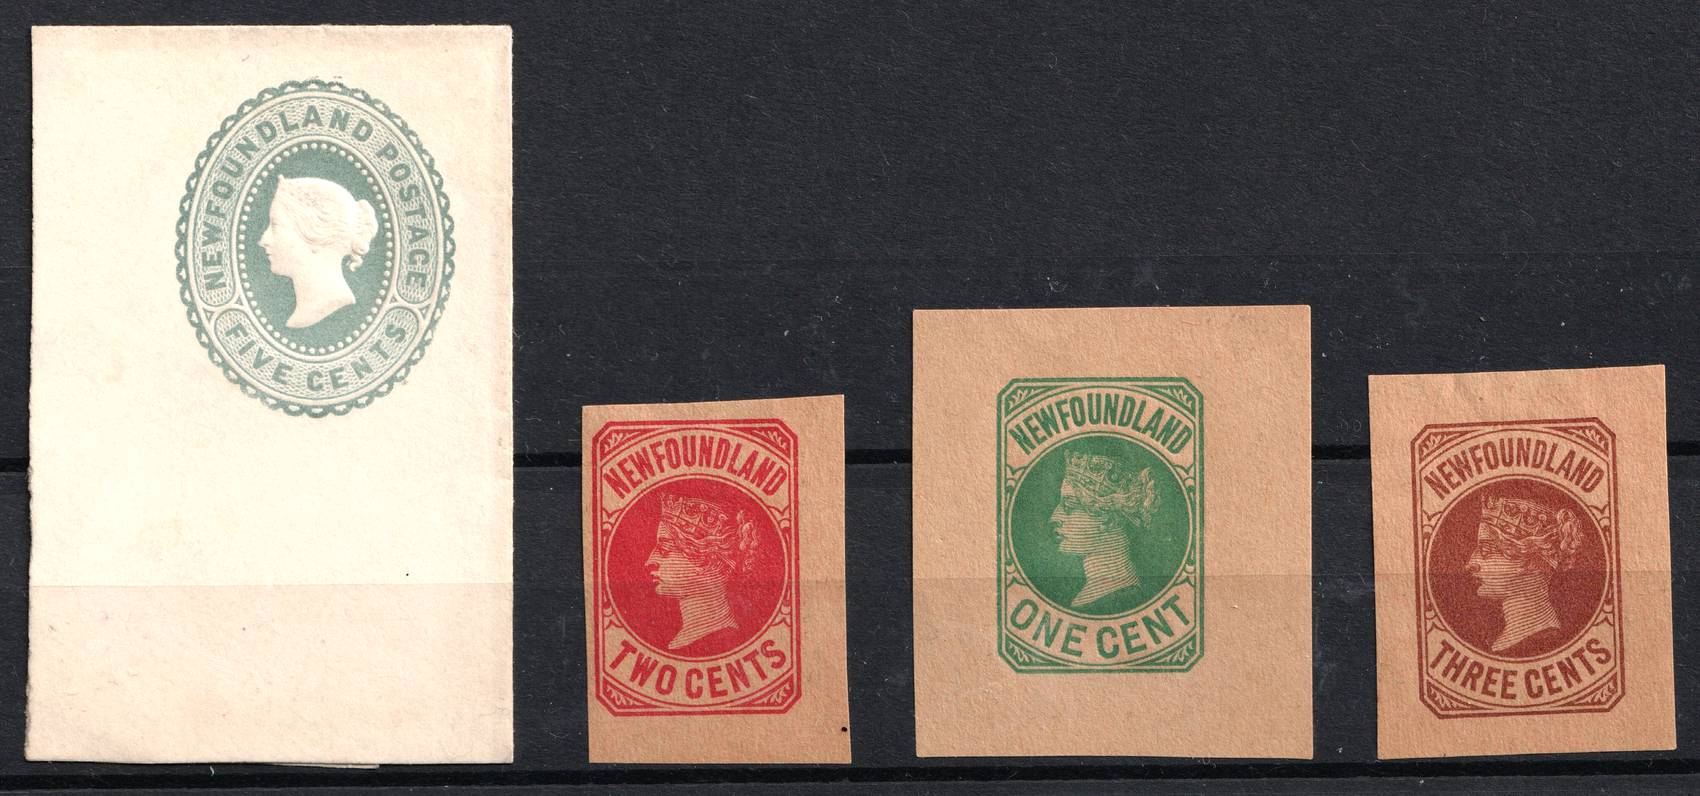 NEWFOUNDLAND POSTAGE
FIVE CENTS
NEWFOUNDLAND
TWO CENTS
NEWFOUNDLAND
ONE CENT
NEWFOUNDLAND
THREE CENTS